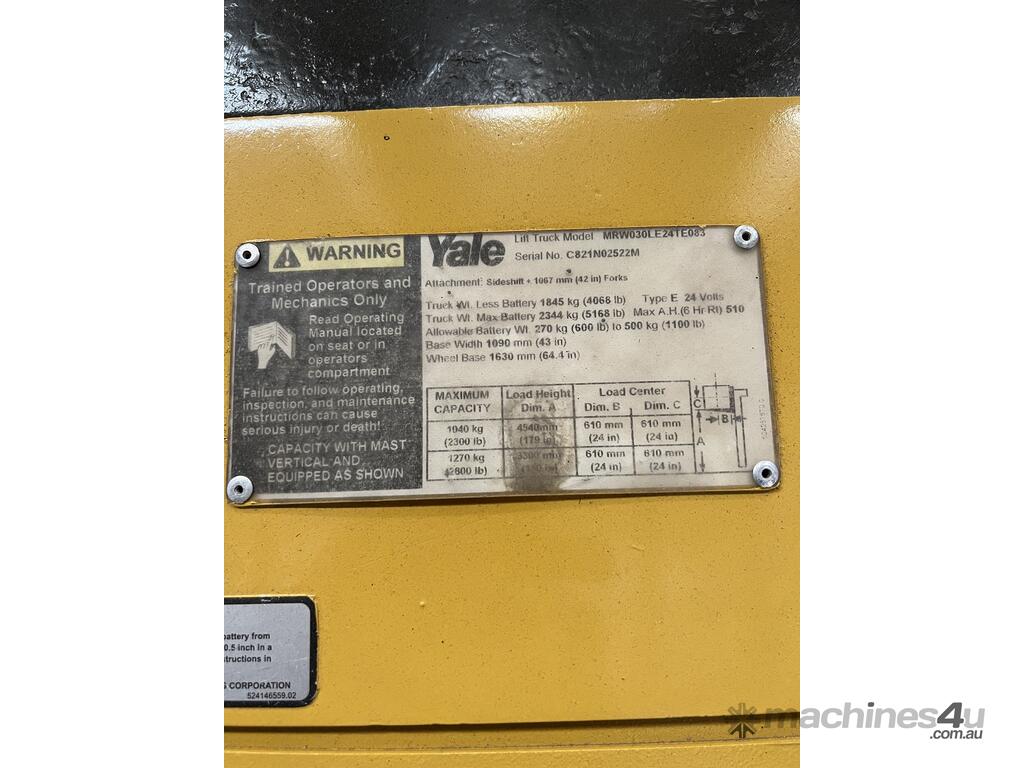 WARNING
Trained Operators and
Mechanics Only
Read Operating
Manual located
on seat or in
operators
compartment
Failure to follow operating,
inspection, and maintenance
instructions can cause
serious injury or death!
CAPACITY WITH MAST
VERTICAL AND
EQUIPPED AS SHOWN
Yale
Lift Truck Model MRW030LE24TE083
Serial No. C821N02522M
Attachment: Sideshift + 1067 mm (42 in) Forks
Truck Wt. Less Battery 1845 kg (4068 lb) Type E 24 Volts
Truck Wt. Max Battery 2344 kg (5168 lb) Max A.H.(6 Hr Rt) 510
Allowable Battery Wt. 270 kg (600 lb) to 500 kg (1100 lb)
Base Width 1090 mm (43 in)
Wheel Base 1630 mm (64.4 in)
MAXIMUM CAPACITY Load Height Dim. A Load Center Dim. B Dim. C
1040 kg 4540mm 610 mm 610 mm
(2300 lb) (179 in) (24 in) (24 in)
1270 kg 3300 mm 610 mm 610 mm
(2800 lb) (24 in) (24 in)
C
B
A
battery from
0.5 inch in a
structions in
CORPORATION
524146559.02
machines4u
.com.au